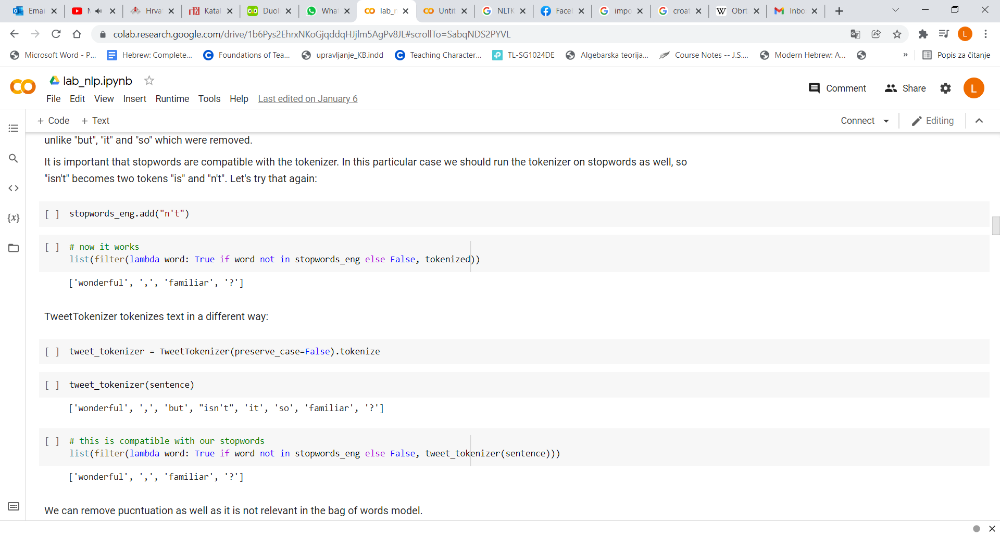 Emai
Hrva
Katal
Duol
Wha
lab_r
Untit
NLTK
Face
impo
croat
Obrt
Inbo
colab.research.google.com/drive/1b6Pys2EhrxNKoGjqddqHJjlm5AgPv8JL#scrollTo=SabqNDS2PYVL
L
Microsoft Word - P...
Hebrew: Complete...
Foundations of Tea...
upravljanje_KB.indd
Teaching Character...
TL-SG1024DE
Algebarska teorija...
Course Notes -- J.S....
Modern Hebrew: A...
»
Popis za čitanje
lab_nlp.ipynb
Comment
Share
L
File Edit View Insert Runtime Tools Help Last edited on January 6
+ Code + Text
Connect
Editing
unlike "but", "it" and "so" which were removed.
It is important that stopwords are compatible with the tokenizer. In this particular case we should run the tokenizer on stopwords as well, so
"isn't" becomes two tokens "is" and "n't". Let's try that again:
[ ] stopwords_eng.add("n't")
[ ] # now it works
list(filter(lambda word: True if word not in stopwords_eng else False, tokenized))
['wonderful', ',', 'familiar', '?']
TweetTokenizer tokenizes text in a different way:
[ ] tweet_tokenizer = TweetTokenizer(preserve_case=False).tokenize
[ ] tweet_tokenizer(sentence)
['wonderful', ',', 'but', "isn't", 'it', 'so', 'familiar', '?']
[ ] # this is compatible with our stopwords
list(filter(lambda word: True if word not in stopwords_eng else False, tweet_tokenizer(sentence)))
['wonderful', ',', 'familiar', '?']
We can remove pucntuation as well as it is not relevant in the bag of words model.